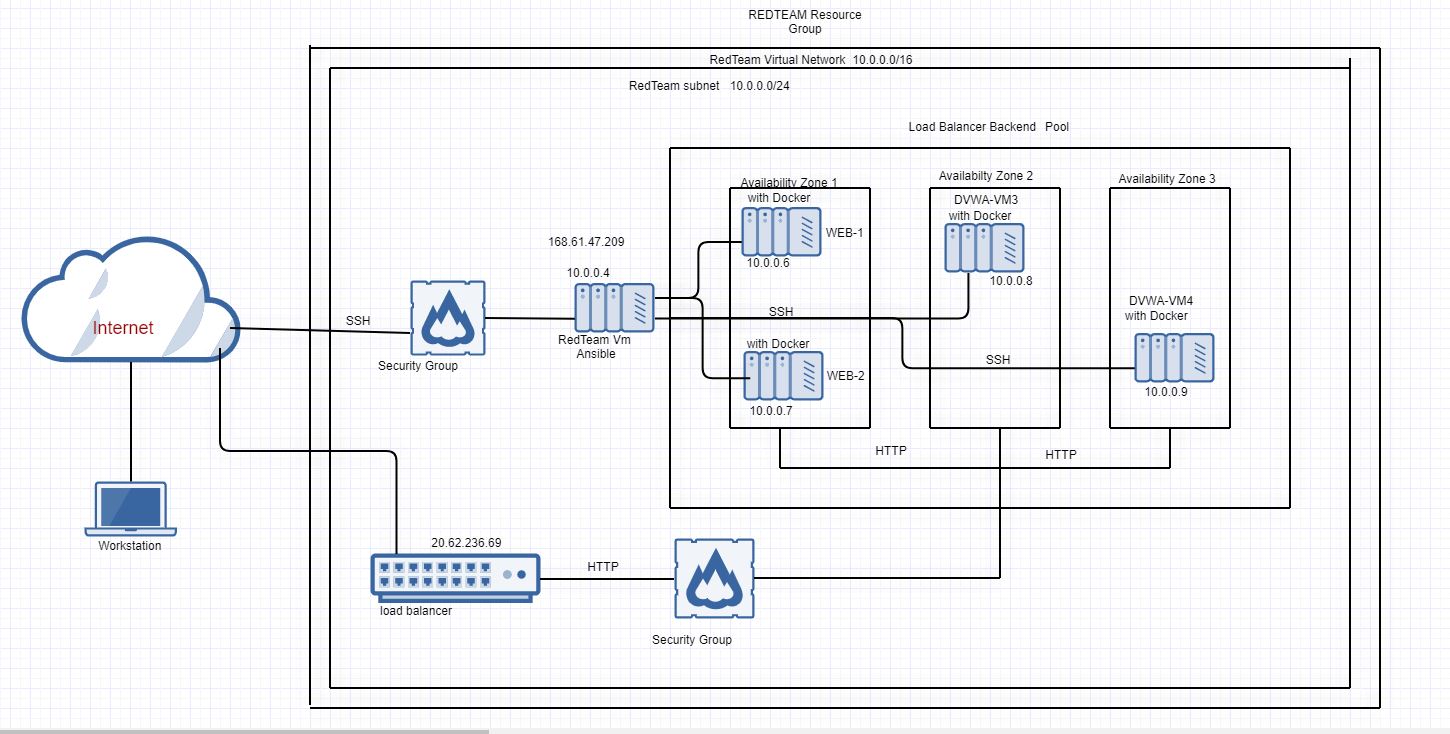 REDTEAM Resource
Group
RedTeam Virtual Network 10.0.0.0/16
RedTeam subnet 10.0.0.0/24
Load Balancer Backend Pool
Availability Zone 1
with Docker
WEB-1
10.0.0.6
Availabilty Zone 2
DVWA-VM3
with Docker
10.0.0.8
Availabilty Zone 3
DVWA-VM4
with Docker
10.0.0.9
168.61.47.209
10.0.0.4
RedTeam Vm
Ansible
Internet
SSH
Security Group
SSH
with Docker
WEB-2
10.0.0.7
SSH
HTTP
HTTP
Workstation
20.62.236.69
load balancer
HTTP
Security Group